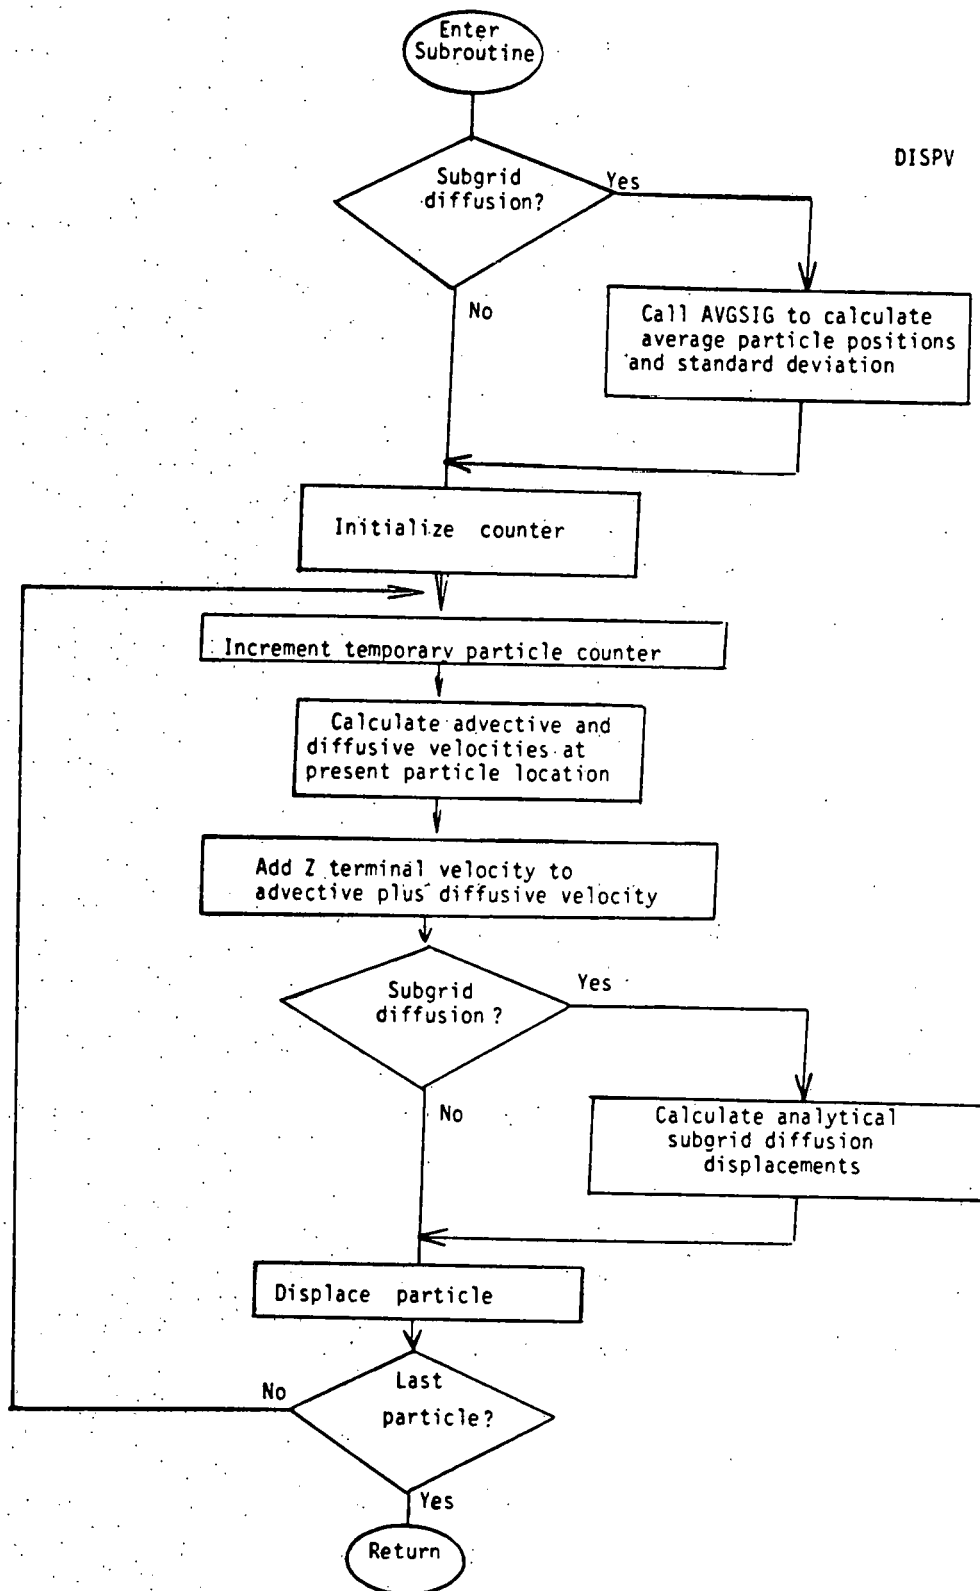 Enter
Subroutine
DISPV
Subgrid
diffusion?
Yes
No
Call AVGSIG to calculate
average particle positions
and standard deviation
Initialize counter
Increment temporary particle counter
Calculate advective and
diffusive velocities at
present particle location
Add Z terminal velocity to
advective plus diffusive velocity
Subgrid
diffusion?
Yes
No
Calculate analytical
subgrid diffusion
displacements
Displace particle
Last
particle?
No
Yes
Return